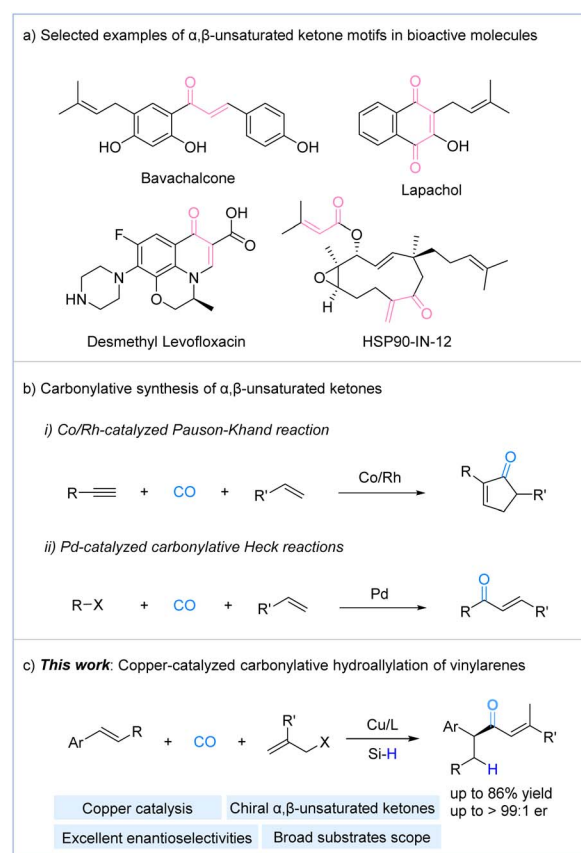 a) Selected examples of α,β-unsaturated ketone motifs in bioactive molecules
O
HO
OH
OH
Bavachalcone
O
OH
O
Lapachol
O
OH
F
O
N
N
HN
O
Desmethyl Levofloxacin
O
O
O
H
O
HSP90-IN-12
b) Carbonylative synthesis of α,β-unsaturated ketones
i) Co/Rh-catalyzed Pauson-Khand reaction
R + CO + R' Co/Rh R O R'
ii) Pd-catalyzed carbonylative Heck reactions
R-X + CO + R' Pd O R R'
c) This work: Copper-catalyzed carbonylative hydroallylation of vinylarenes
Ar R + CO + R' X Cu/L Si-H Ar O R' R H
up to 86% yield
up to > 99:1 er
Copper catalysis
Chiral α,β-unsaturated ketones
Excellent enantioselectivities
Broad substrates scope